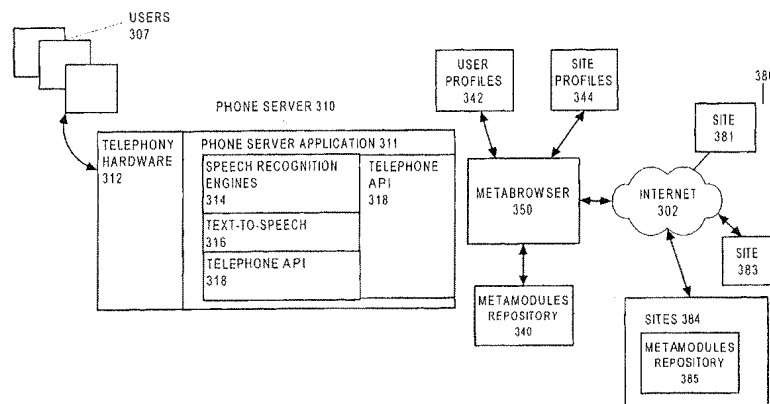 USERS
307
PHONE SERVER 310
TELEPHONY
HARDWARE
312
PHONE SERVER APPLICATION 311
SPEECH RECOGNITION
ENGINES
314
TEXT-TO-SPEECH
316
TELEPHONE API
318
TELEPHONE
API
318
USER
PROFILES
342
SITE
PROFILES
344
METABROWSER
350
METAMODULES
REPOSITORY
340
INTERNET
302
SITE
381
SITE
383
SITES 384
METAMODULES
REPOSITORY
385